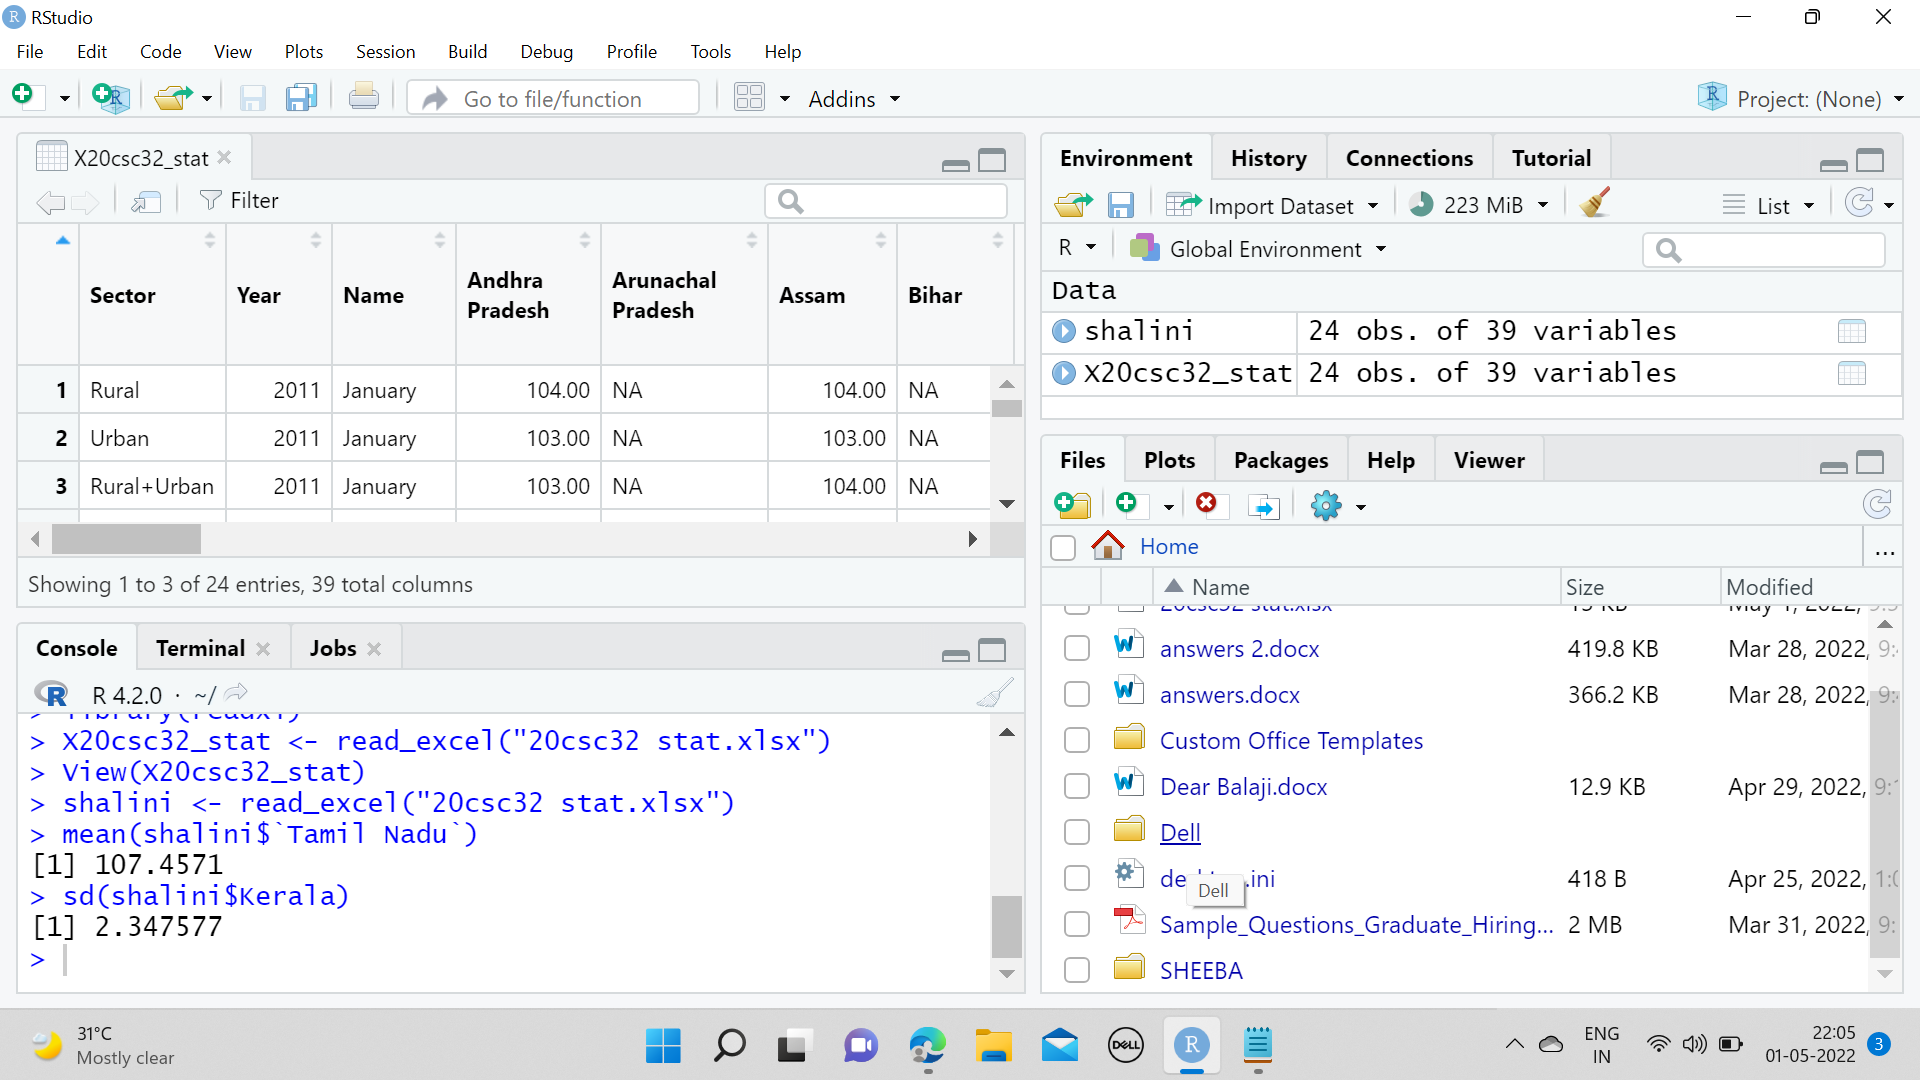 RStudio
File Edit Code View Plots Session Build Debug Profile Tools Help
Go to file/function Addins Project: (None)
X20csc32_stat
Filter
Sector Year Name Andhra Pradesh Arunachal Pradesh Assam Bihar
1 Rural 2011 January 104.00 NA 104.00 NA
2 Urban 2011 January 103.00 NA 103.00 NA
3 Rural+Urban 2011 January 103.00 NA 104.00 NA
Showing 1 to 3 of 24 entries, 39 total columns
Console Terminal Jobs
R R 4.2.0 · ~/
> library(readxl)
> X20csc32_stat <- read_excel("20csc32 stat.xlsx")
> View(X20csc32_stat)
> shalini <- read_excel("20csc32 stat.xlsx")
> mean(shalini$`Tamil Nadu`)
[1] 107.4571
> sd(shalini$Kerala)
[1] 2.347577
>
Environment History Connections Tutorial
Import Dataset 223 MiB List
R Global Environment
Data
shalini 24 obs. of 39 variables
X20csc32_stat 24 obs. of 39 variables
Files Plots Packages Help Viewer
Home ...
Name Size Modified
20csc32 stat.xlsx 15 KB May 1, 2022,
answers 2.docx 419.8 KB Mar 28, 2022, 9:
answers.docx 366.2 KB Mar 28, 2022, 9:
Custom Office Templates
Dear Balaji.docx 12.9 KB Apr 29, 2022, 9:
Dell
.ini 418 B Apr 25, 2022, 1:
Dell
Sample_Questions_Graduate_Hiring... 2 MB Mar 31, 2022, 9:
SHEEBA
31°C
Mostly clear
DELL
R
ENG
IN
22:05
01-05-2022
3